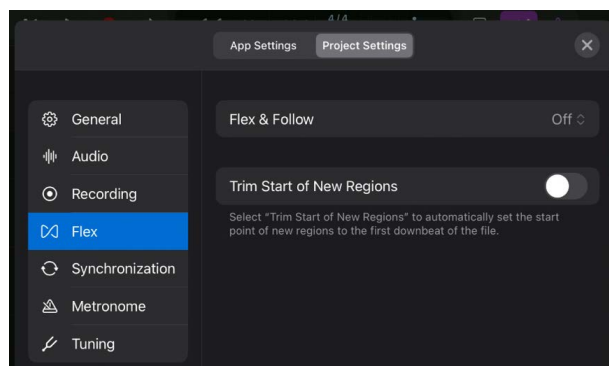 4/4
App Settings
Project Settings
General
Audio
Recording
Flex
Synchronization
Metronome
Tuning
Flex & Follow
Off
Trim Start of New Regions
Select "Trim Start of New Regions" to automatically set the start
point of new regions to the first downbeat of the file.